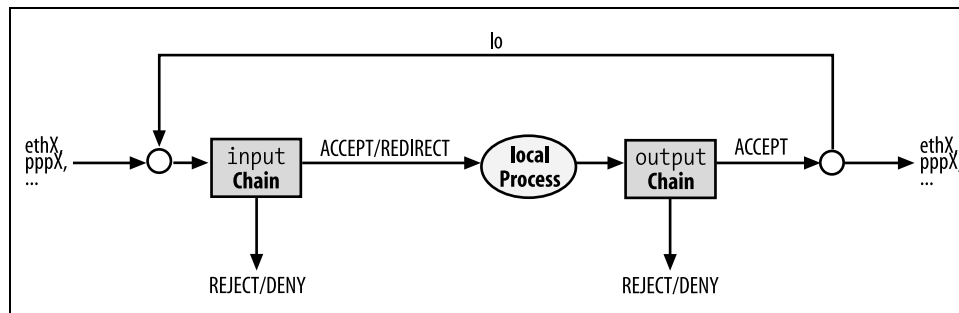 lo
ethX,
pppX,
...
input
Chain
ACCEPT/REDIRECT
local
Process
output
Chain
ACCEPT
ethX,
pppX,
...
REJECT/DENY
REJECT/DENY